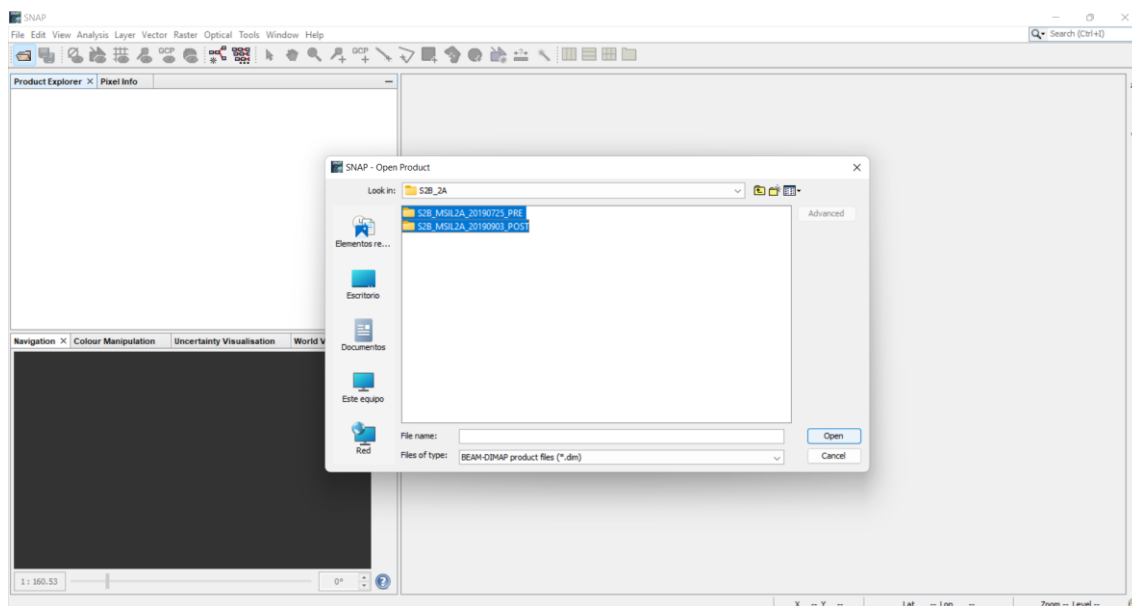 SNAP
File Edit View Analysis Layer Vector Raster Optical Tools Window Help
Search (Ctrl+I)
GCP
GCP
Product Explorer Pixel Info
SNAP - Open Product
Look in: S2B_2A
S2B_MSIL2A_20190725_PRE
S2B_MSIL2A_20190903_POST
Advanced
Elementos re...
Escritorio
Documentos
Este equipo
Red
File name:
Open
Files of type: BEAM-DIMAP product files (*.dim)
Cancel
Navigation Colour Manipulation Uncertainty Visualisation World V
1 : 160.53
0°
X -- Y -- Lat -- Lon -- Zoom -- Level --